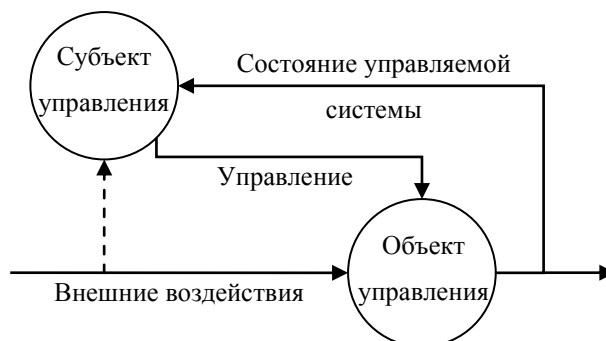 Субъект
управления
Состояние управляемой
системы
Управление
Объект
управления
Внешние воздействия